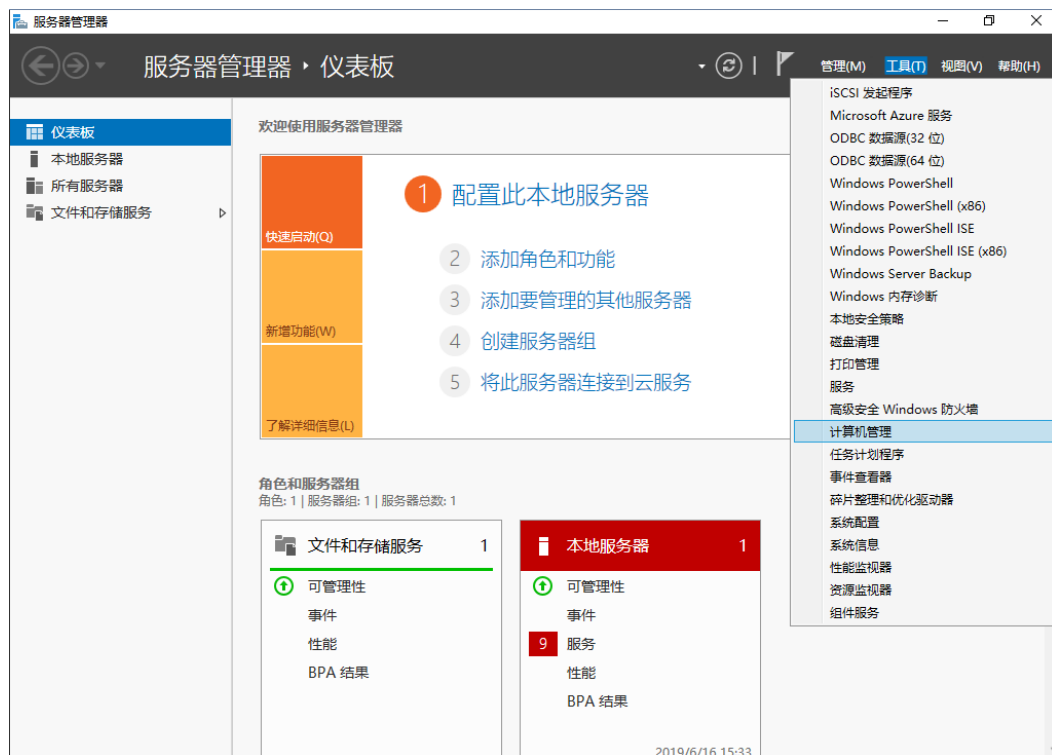 服务器管理器
服务器管理器 ‣ 仪表板
管理(M) 工具(T) 视图(V) 帮助(H)
仪表板
本地服务器
所有服务器
文件和存储服务
欢迎使用服务器管理器
快速启动(Q)
新增功能(W)
了解详细信息(L)
1 配置此本地服务器
2 添加角色和功能
3 添加要管理的其他服务器
4 创建服务器组
5 将此服务器连接到云服务
角色和服务器组
角色: 1 | 服务器组: 1 | 服务器总数: 1
文件和存储服务 1
可管理性
事件
性能
BPA 结果
本地服务器 1
可管理性
事件
9 服务
性能
BPA 结果
2019/6/16 15:33
iSCSI 发起程序
Microsoft Azure 服务
ODBC 数据源(32 位)
ODBC 数据源(64 位)
Windows PowerShell
Windows PowerShell (x86)
Windows PowerShell ISE
Windows PowerShell ISE (x86)
Windows Server Backup
Windows 内存诊断
本地安全策略
磁盘清理
打印管理
服务
高级安全 Windows 防火墙
计算机管理
任务计划程序
事件查看器
碎片整理和优化驱动器
系统配置
系统信息
性能监视器
资源监视器
组件服务